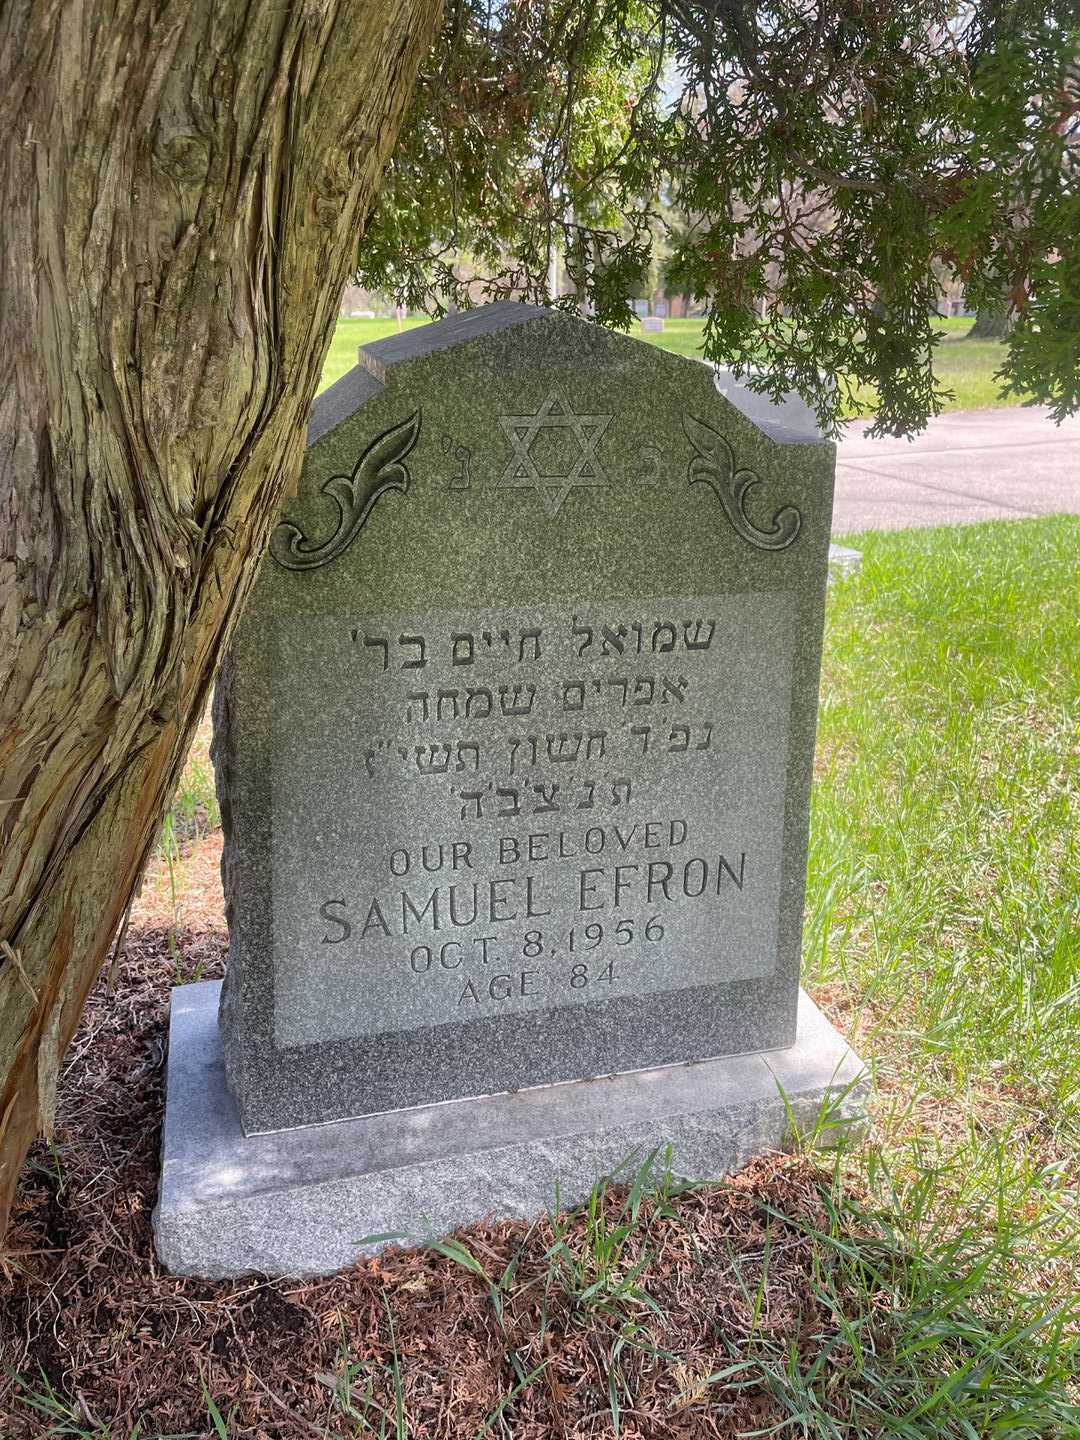 פ נ
שמואל חיים בר'
אפרים שמחה
נפ' ד' חשון תשי"ז
ת'נ'צ'ב'ה'
OUR BELOVED
SAMUEL EFRON
OCT. 8, 1956
AGE 84